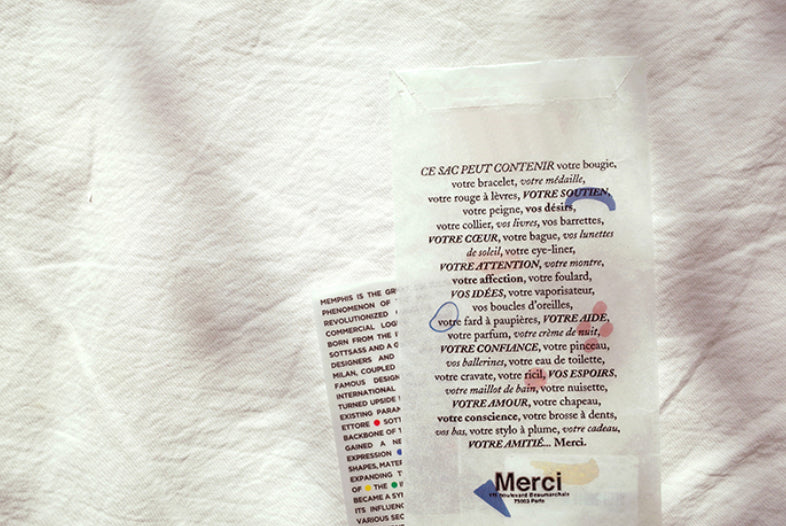 CE SAC PEUT CONTENIR votre bougie,
votre bracelet, votre médaille,
votre rouge à lèvres, VOTRE SOUTIEN,
votre peigne, vos désirs,
votre collier, vos livres, vos barrettes,
VOTRE CŒUR, votre bague, vos lunettes
de soleil, votre eye-liner,
VOTRE ATTENTION, votre montre,
votre affection, votre foulard,
VOS IDÉES, votre vaporisateur,
vos boucles d'oreilles,
votre fard à paupières, VOTRE AIDE,
votre parfum, votre crème de nuit,
VOTRE CONFIANCE, votre pinceau,
vos ballerines, votre eau de toilette,
votre cravate, votre ricil, VOS ESPOIRS,
votre maillot de bain, votre nuisette,
VOTRE AMOUR, votre chapeau,
votre conscience, votre brosse à dents,
vos bas, votre stylo à plume, votre cadeau,
VOTRE AMITIÉ... Merci.
Merci
111 boulevard Beaumarchais
75003 Paris
MEMPHIS IS THE
PHENOMENON OF
REVOLUTIONIZED
COMMERCIAL
BORN FROM THE
SOTTSASS AND A
DESIGNERS AND
MILAN, COUPLED
FAMOUS DESIGN
INTERNATIONAL
TURNED UPSIDE
EXISTING
ETTORE
BACKBONE OF
GAINED A
EXPRESSION
SHAPES,
EXPANDING
OF THE
BECAME A
ITS
VARIOUS